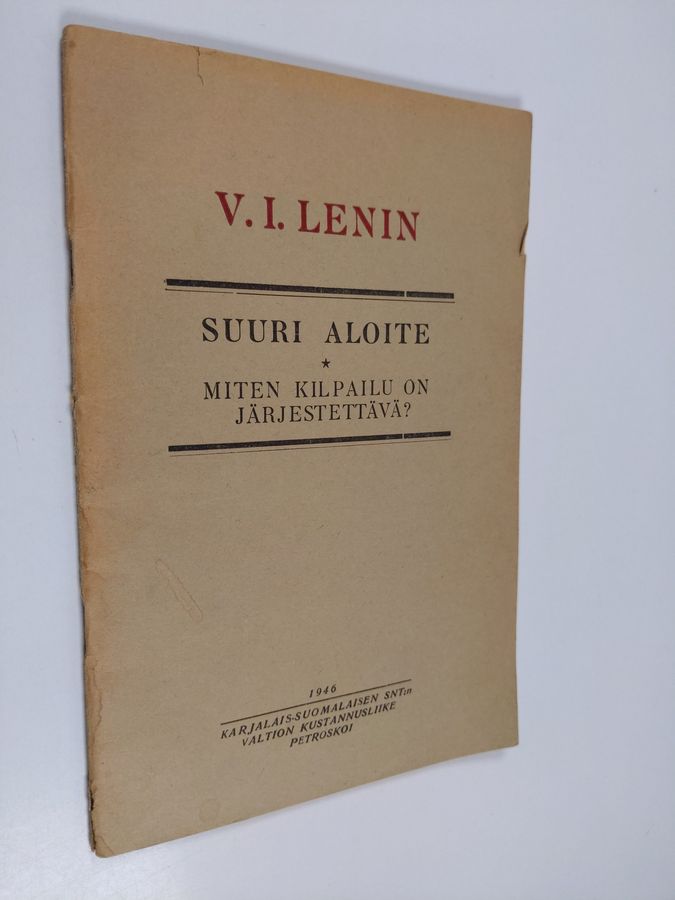 V. I. LENIN
SUURI ALOITE
★
MITEN KILPAILU ON
JÄRJESTETTÄVÄ?
1946
KARJALAIS-SUOMALAISEN SNT:n
VALTION KUSTANNUSLIIKE
PETROSKOI